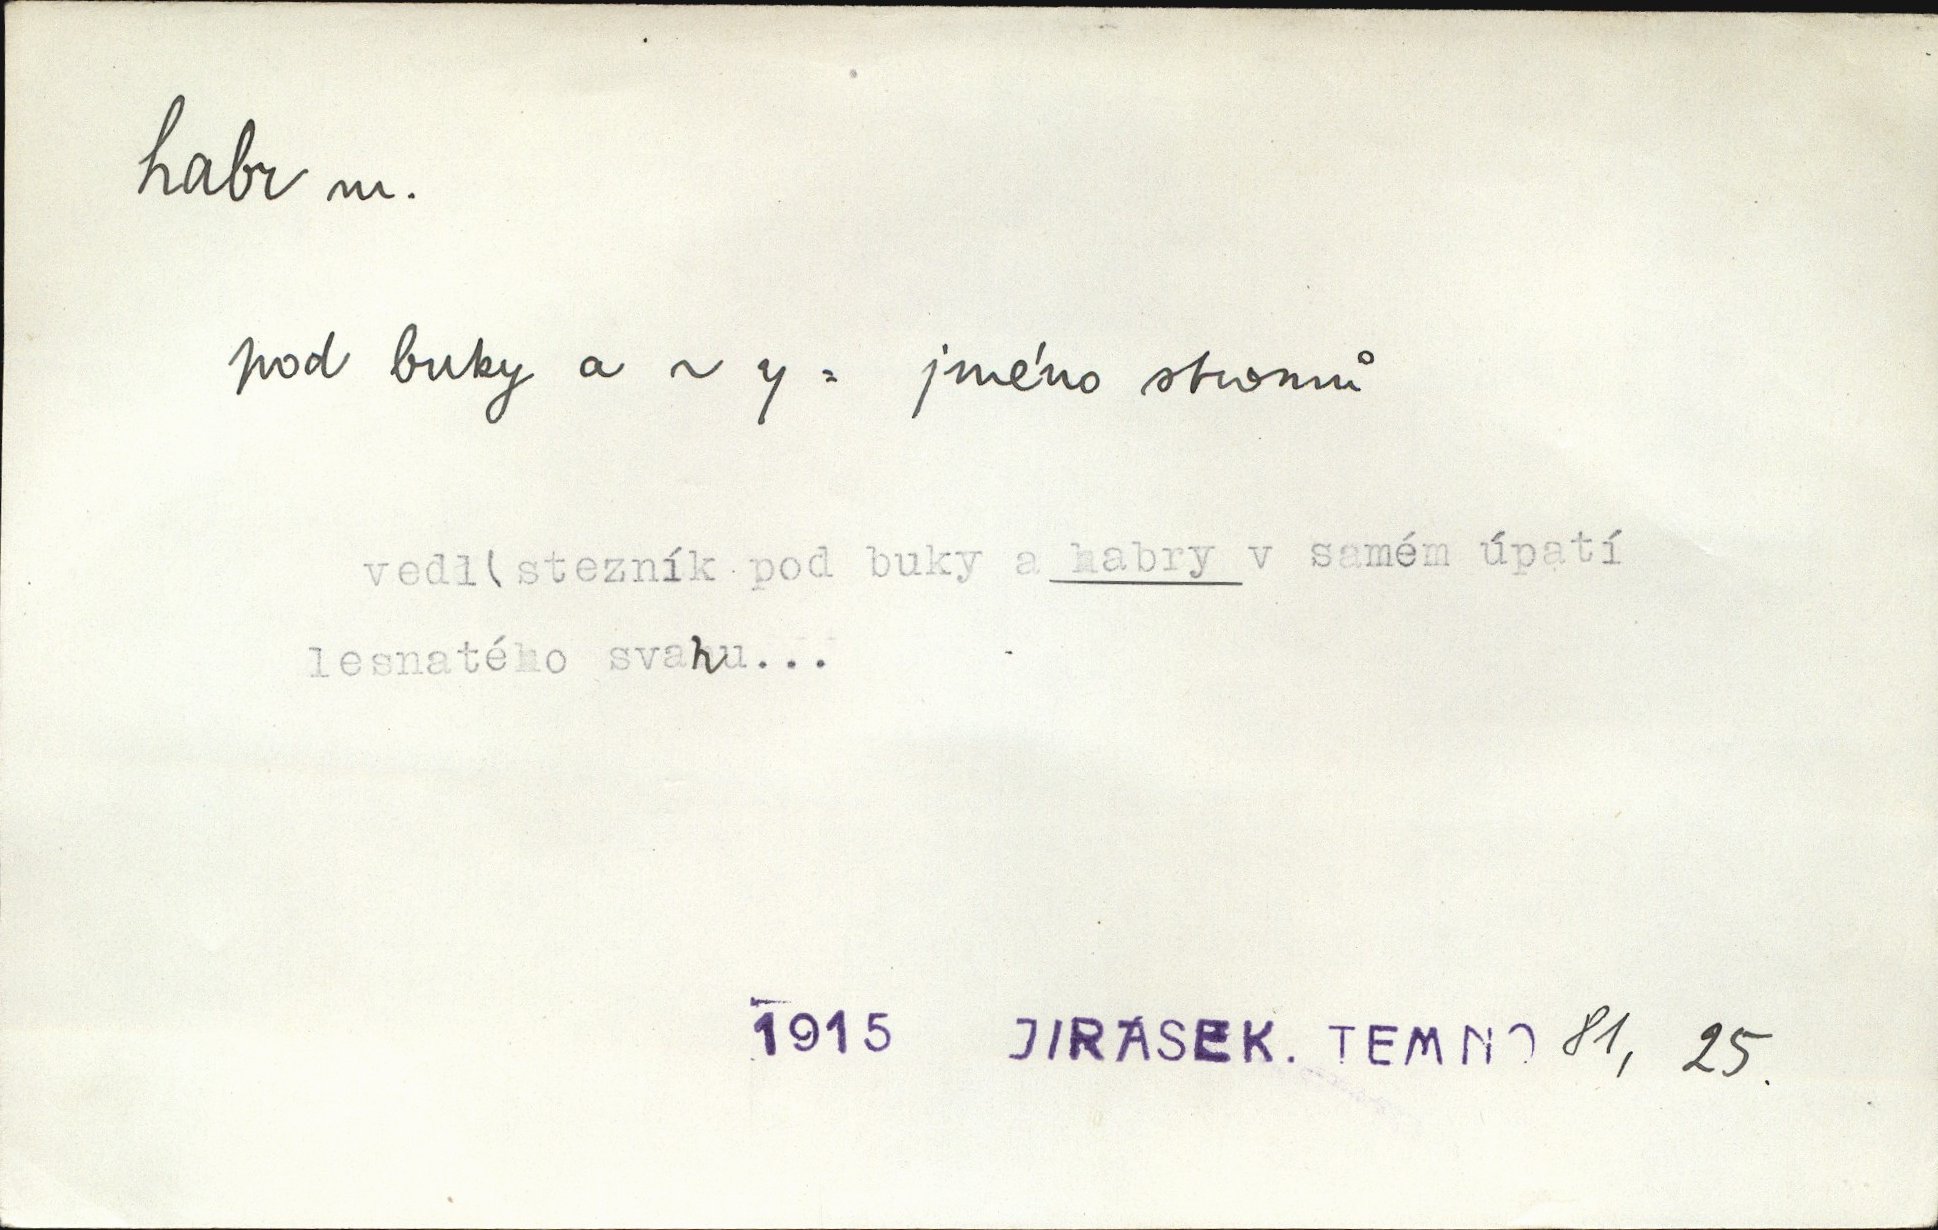 habr m.
pod buky a ~ y = jméno stromů
vedl stezník pod buky a habry v samém úpatí
lesnatého svahu...
1915 JIRÁSEK. TEMNO 81, 25.